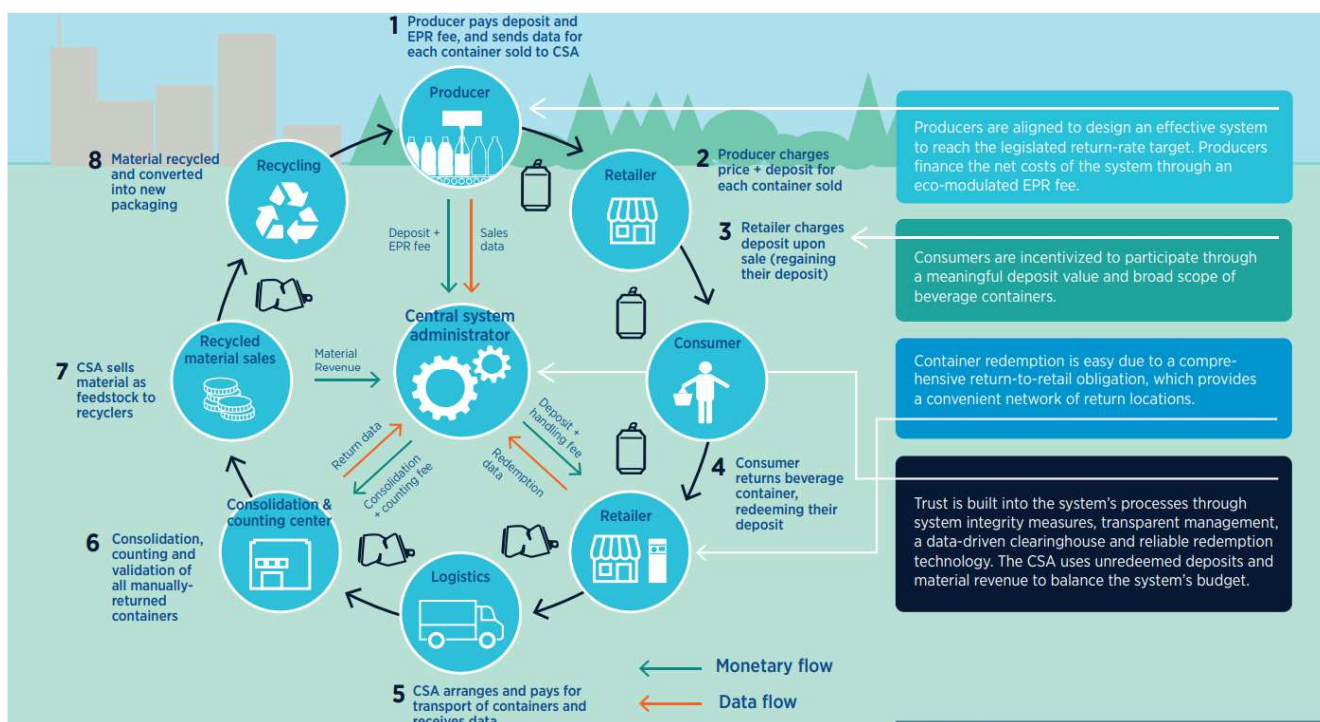 1 Producer pays deposit and
EPR fee, and sends data for
each container sold to CSA
Producer
Retailer
2 Producer charges
price + deposit for
each container sold
3 Retailer charges
deposit upon
sale (regaining
their deposit)
Consumer
4 Consumer
returns beverage
container,
redeeming their
deposit
Retailer
Logistics
5 CSA arranges and pays for
transport of containers and
receives data
Consolidation &
counting center
6 Consolidation,
counting and
validation of
all manually-
returned
containers
Recycled
material sales
7 CSA sells
material as
feedstock to
recyclers
Recycling
8 Material recycled
and converted
into new
packaging
Deposit +
EPR fee
Sales
data
Central system
administrator
Material
Revenue
Return data
Consolidation
+ counting fee
Deposit +
handling fee
Redemption
data
Monetary flow
Data flow
Producers are aligned to design an effective system
to reach the legislated return-rate target. Producers
finance the net costs of the system through an
eco-modulated EPR fee.
Consumers are incentivized to participate through
a meaningful deposit value and broad scope of
beverage containers.
Container redemption is easy due to a compre-
hensive return-to-retail obligation, which provides
a convenient network of return locations.
Trust is built into the system's processes through
system integrity measures, transparent management,
a data-driven clearinghouse and reliable redemption
technology. The CSA uses unredeemed deposits and
material revenue to balance the system's budget.